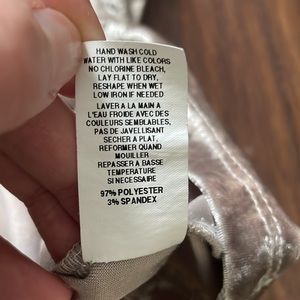 HAND WASH COLD
WATER WITH LIKE COLORS
NO CHLORINE BLEACH,
LAY FLAT TO DRY,
RESHAPE WHEN WET
LOW IRON IF NEEDED
LAVER A LA MAIN A
L'EAU FROIDE AVEC DES
COULEURS SEMBLABLES,
PAS DE JAVELLISANT
SECHER A PLAT,
REFORMER QUAND
MOUILLER
REPASSER A BASSE
TEMPERATURE
SI NECESSAIRE
97% POLYESTER
3% SPANDEX